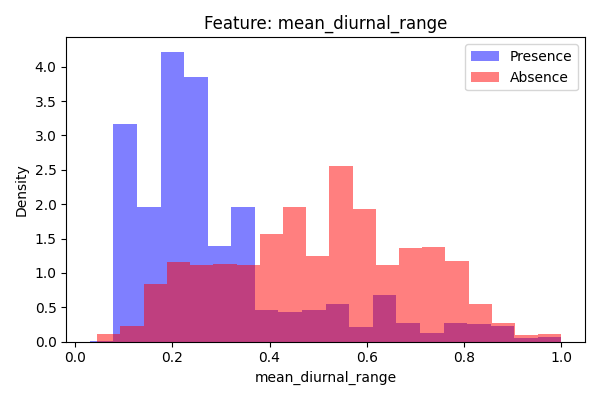 Feature: mean_diurnal_range
Presence
Absence
Density
4.0
3.5
3.0
2.5
2.0
1.5
1.0
0.5
0.0
0.0 0.2 0.4 0.6 0.8 1.0
mean_diurnal_range